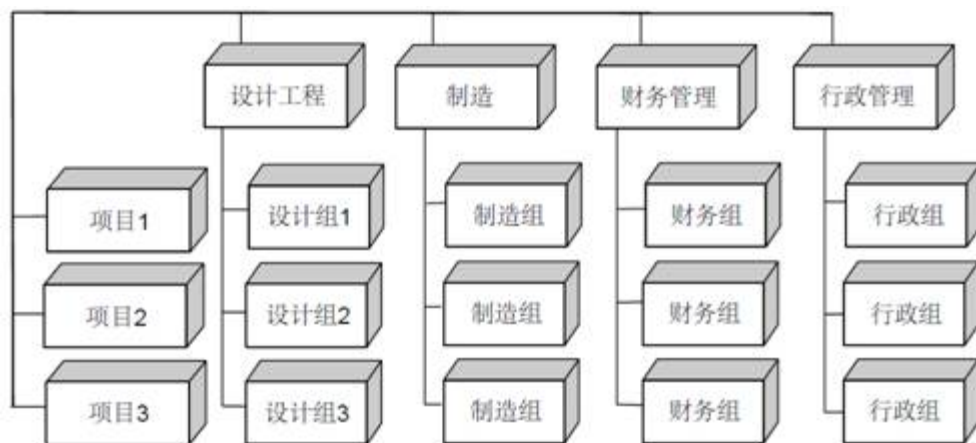 设计工程
制造
财务管理
行政管理
项目1
设计组1
制造组
财务组
行政组
项目2
设计组2
制造组
财务组
行政组
项目3
设计组3
制造组
财务组
行政组